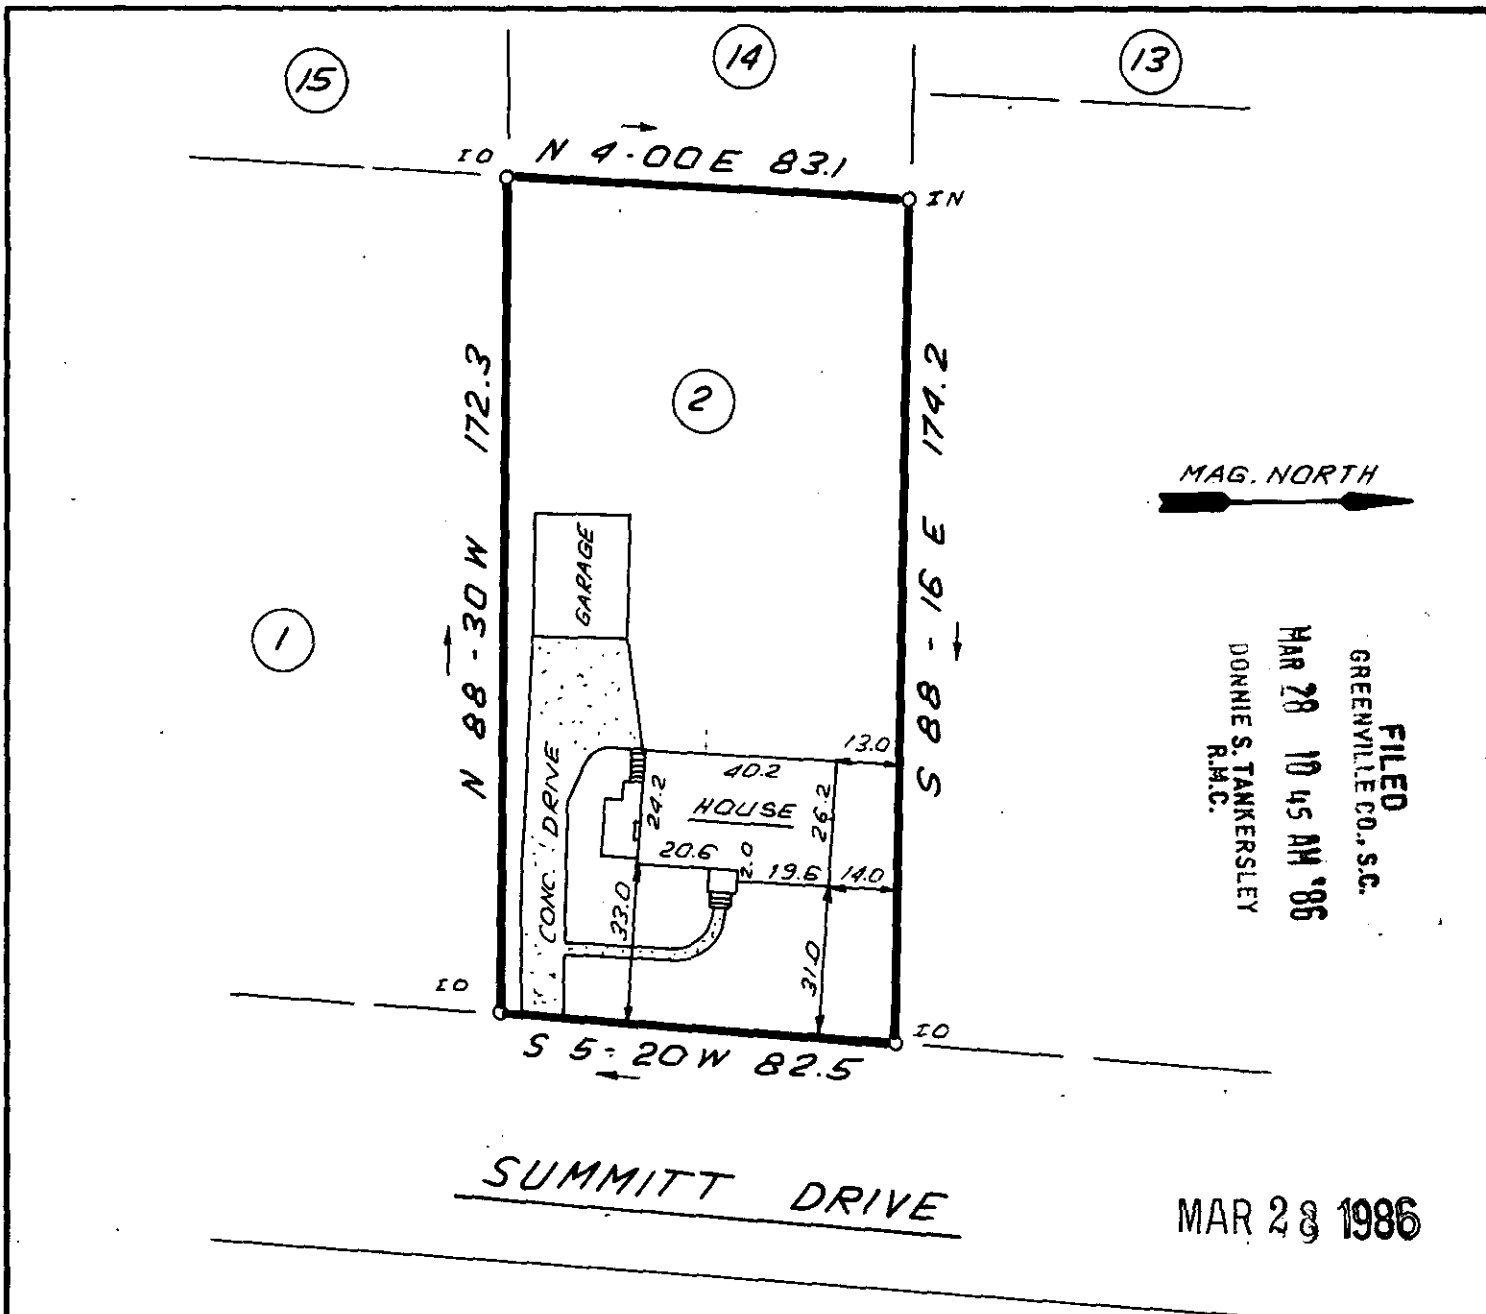 15
14
13
IO
N 4-00 E 83.1
IN
N 88-30 W 172.3
2
S 88-16 E 174.2
MAG. NORTH
GARAGE
1
CONC. DRIVE
13.0
40.2
24.2
HOUSE
26.2
20.6
2.0
19.6
14.0
33.0
31.0
FILED
GREENVILLE CO., S.C.
MAR 28 10 45 AM '86
DONNIE S. TANKERSLEY
R.M.C.
IO
IO
S 5-20 W 82.5
SUMMITT DRIVE
MAR 28 1986